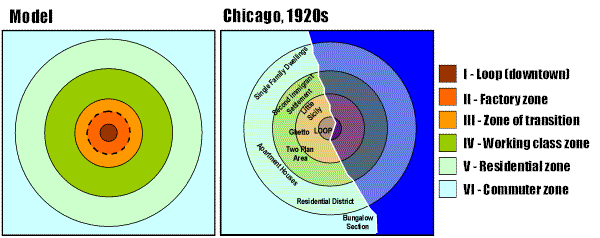 Model
Chicago, 1920s
Single Family Dwellings
Second Immigrant
Settlement
Little
Sicily
LOOP
Ghetto
Two Plan
Area
Apartment Houses
Residential District
Bungalow
Section
I - Loop (downtown)
II - Factory zone
III - Zone of transition
IV - Working class zone
V - Residential zone
VI - Commuter zone